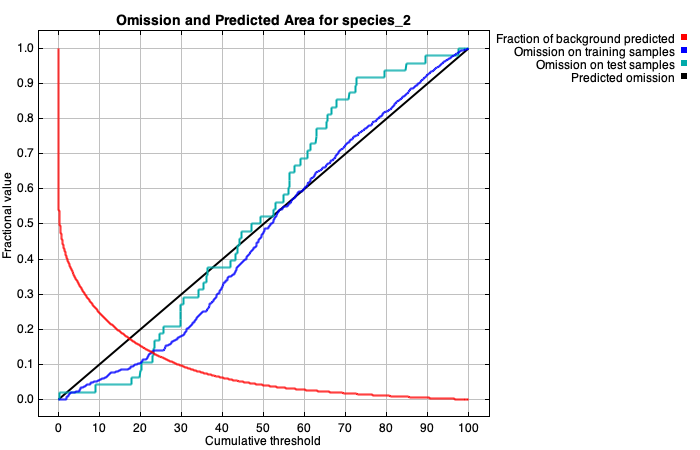 Omission and Predicted Area for species_2
Fraction of background predicted
Omission on training samples
Omission on test samples
Predicted omission
Fractional value
1.0
0.9
0.8
0.7
0.6
0.5
0.4
0.3
0.2
0.1
0.0
0 10 20 30 40 50 60 70 80 90 100
Cumulative threshold